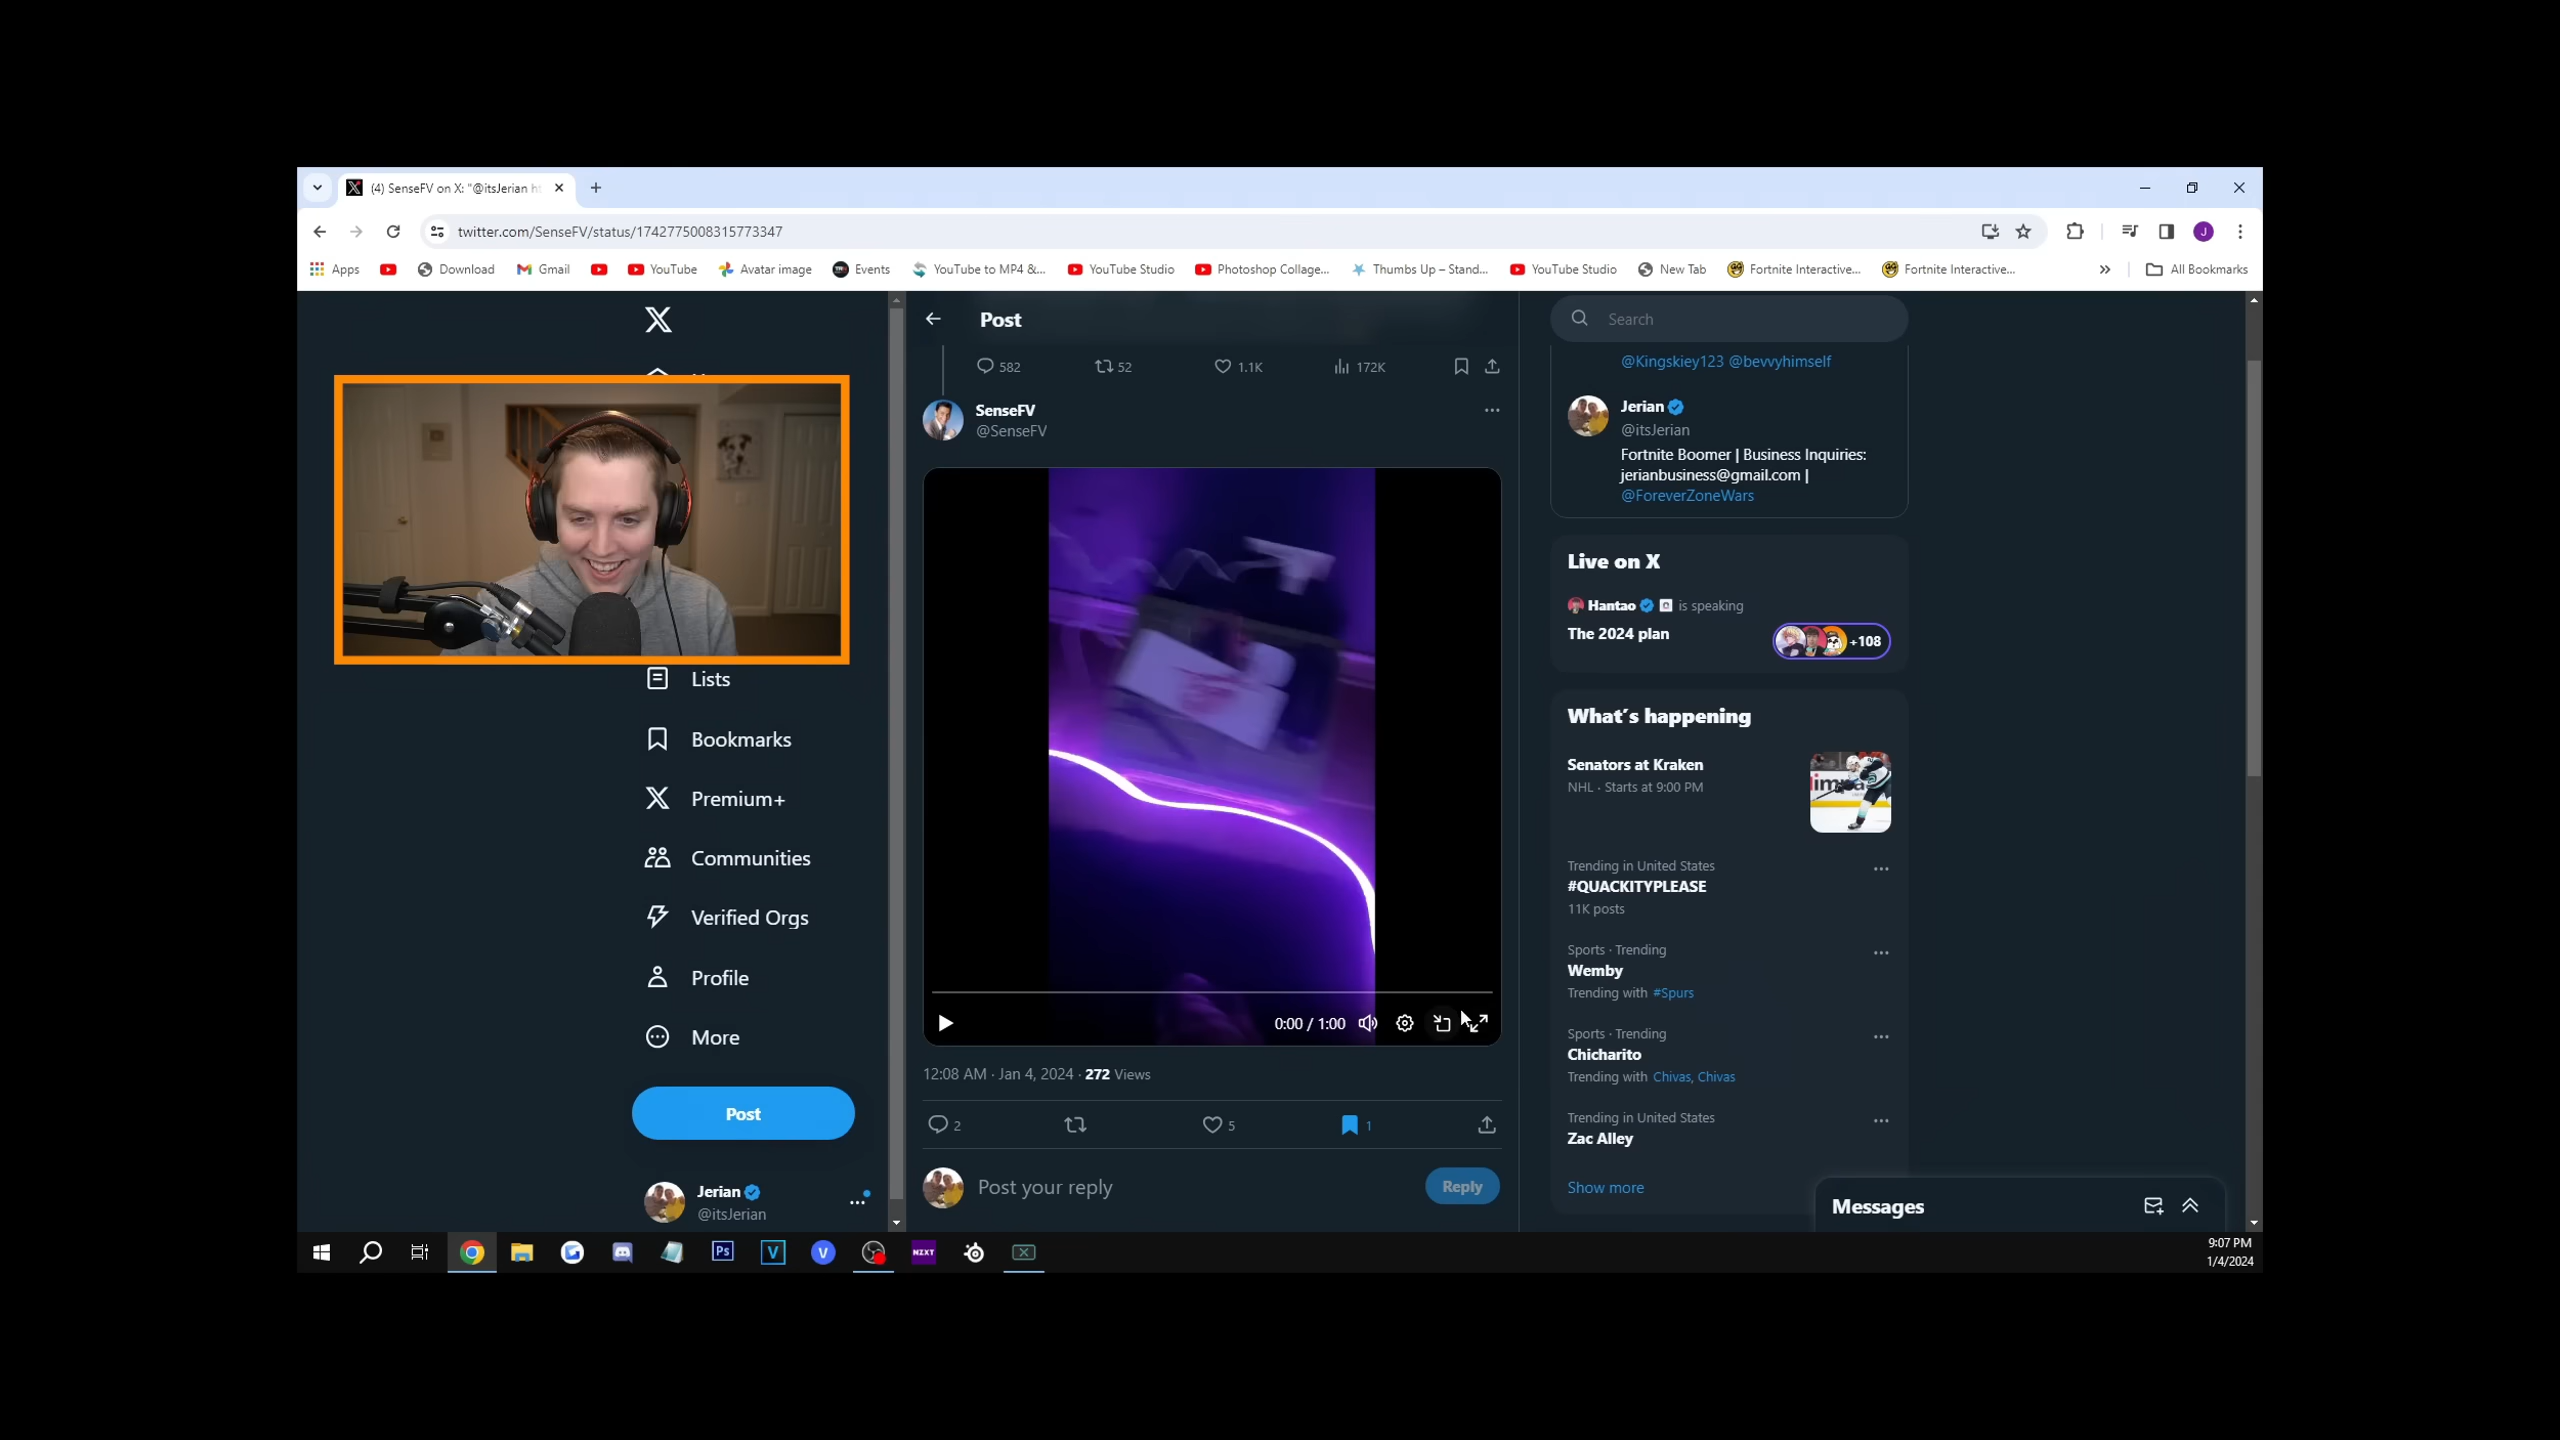 (4) SenseFV on X: "@itsJerian ht
twitter.com/SenseFV/status/1742775008315773347
J
Apps
Download
Gmail
YouTube
Avatar image
Events
YouTube to MP4 &...
YouTube Studio
Photoshop Collage...
Thumbs Up – Stand...
YouTube Studio
New Tab
Fortnite Interactive...
Fortnite Interactive...
All Bookmarks
Lists
Bookmarks
Premium+
Communities
Verified Orgs
Profile
More
Post
Jerian
@itsJerian
Post
582
52
1.1K
172K
SenseFV
@SenseFV
0:00 / 1:00
12:08 AM · Jan 4, 2024 · 272 Views
2
5
1
Post your reply
Reply
Search
@Kingskiey123 @bevvyhimself
Jerian
@itsJerian
Fortnite Boomer | Business Inquiries:
jerianbusiness@gmail.com |
@ForeverZoneWars
Live on X
Hantao is speaking
The 2024 plan
+108
What's happening
Senators at Kraken
NHL · Starts at 9:00 PM
Trending in United States
#QUACKITYPLEASE
11K posts
Sports · Trending
Wemby
Trending with #Spurs
Sports · Trending
Chicharito
Trending with Chivas, Chivas
Trending in United States
Zac Alley
Show more
Messages
Ps
V
V
NZXT
9:07 PM
1/4/2024